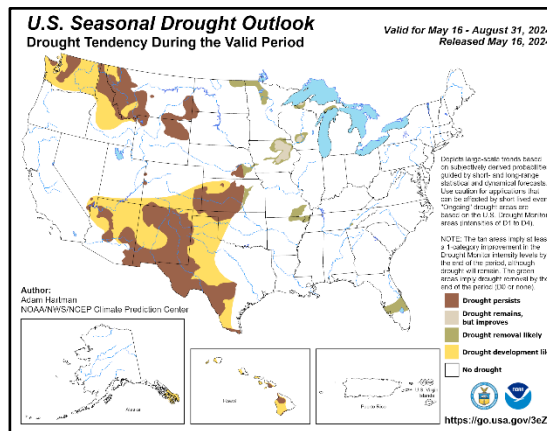 U.S. Seasonal Drought Outlook
Drought Tendency During the Valid Period
Valid for May 16 - August 31, 2024
Released May 16, 2024
Depicts large-scale trends based
on subjectively derived probabilities
guided by short- and long-range
statistical and dynamical forecasts.
Use caution for applications that
can be affected by short lived even
"Ongoing" drought areas are
based on the U.S. Drought Monitor
areas (intensities of D1 to D4).
NOTE: The tan areas imply at least
a 1-category improvement in the
Drought Monitor intensity levels by
the end of the period, although
drought will remain. The green
areas imply drought removal by the
end of the period (D0 or none).
Author:
Adam Hartman
NOAA/NWS/NCEP Climate Prediction Center
Drought persists
Drought remains,
but improves
Drought removal likely
Drought development lik
No drought
Alaska
Hawaii
Puerto Rico
U.S. Virgin
Islands
NOAA
https://go.usa.gov/3eZ